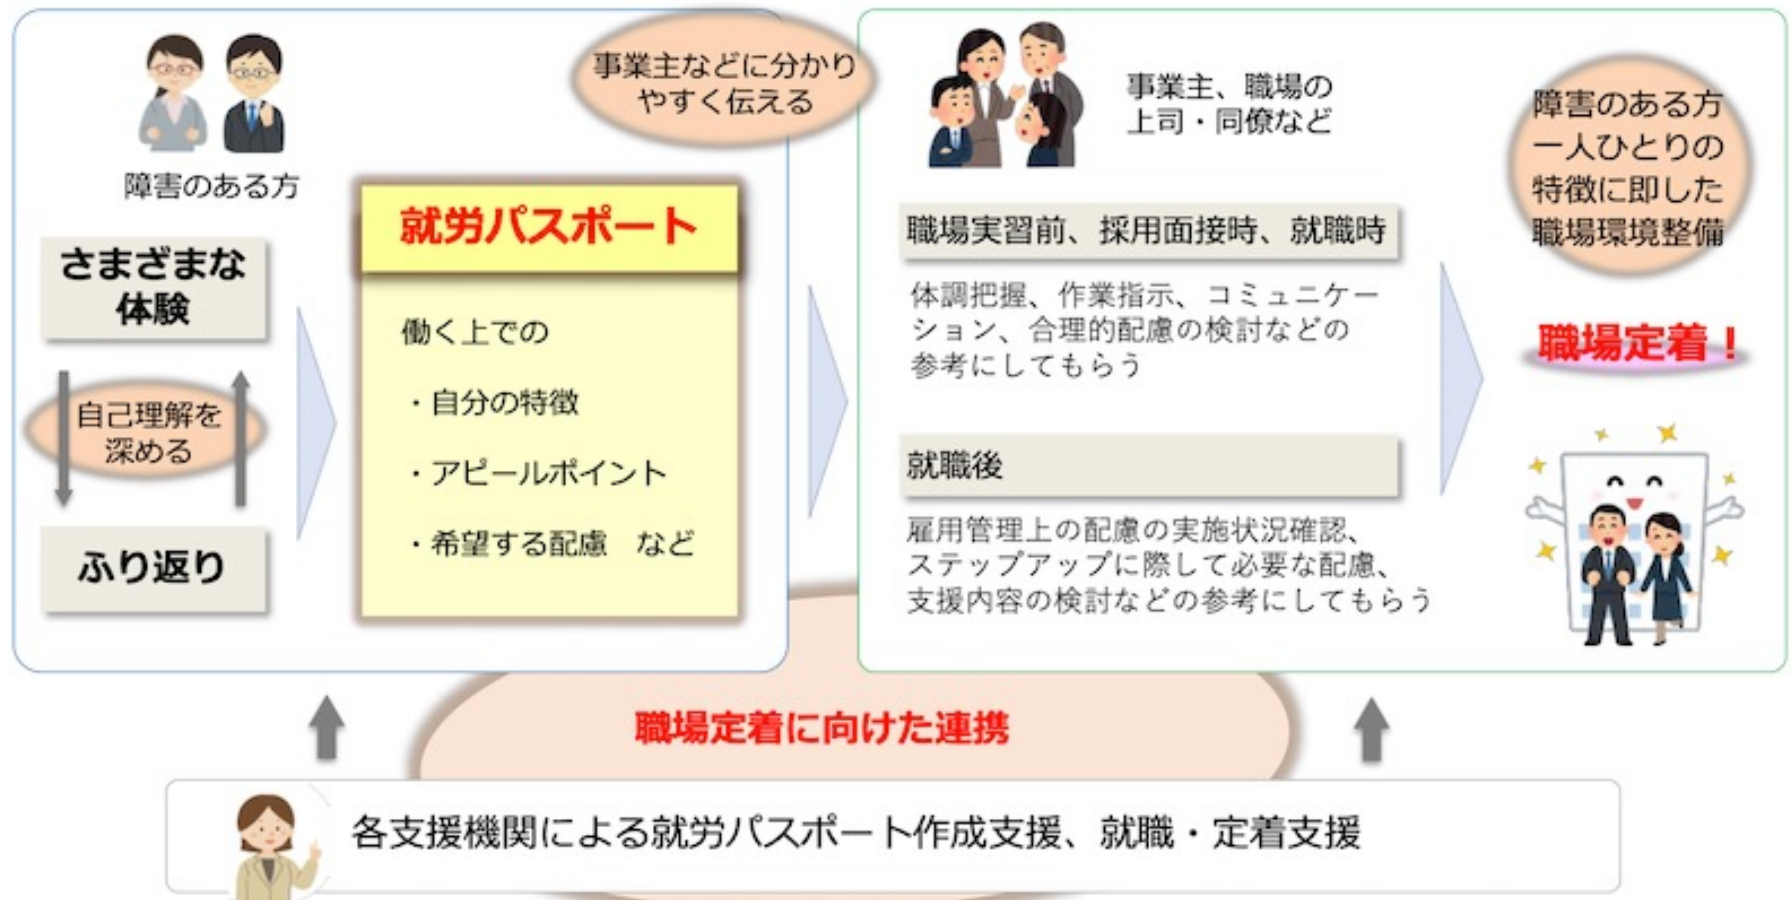 障害のある方
さまざまな
体験
自己理解を
深める
ふり返り
事業主などに分かり
やすく伝える
就労パスポート
働く上での
・自分の特徴
・アピールポイント
・希望する配慮　など
事業主、職場の
上司・同僚など
職場実習前、採用面接時、就職時
体調把握、作業指示、コミュニケー
ション、合理的配慮の検討などの
参考にしてもらう
就職後
雇用管理上の配慮の実施状況確認、
ステップアップに際して必要な配慮、
支援内容の検討などの参考にしてもらう
障害のある方
一人ひとりの
特徴に即した
職場環境整備
職場定着！
職場定着に向けた連携
各支援機関による就労パスポート作成支援、就職・定着支援